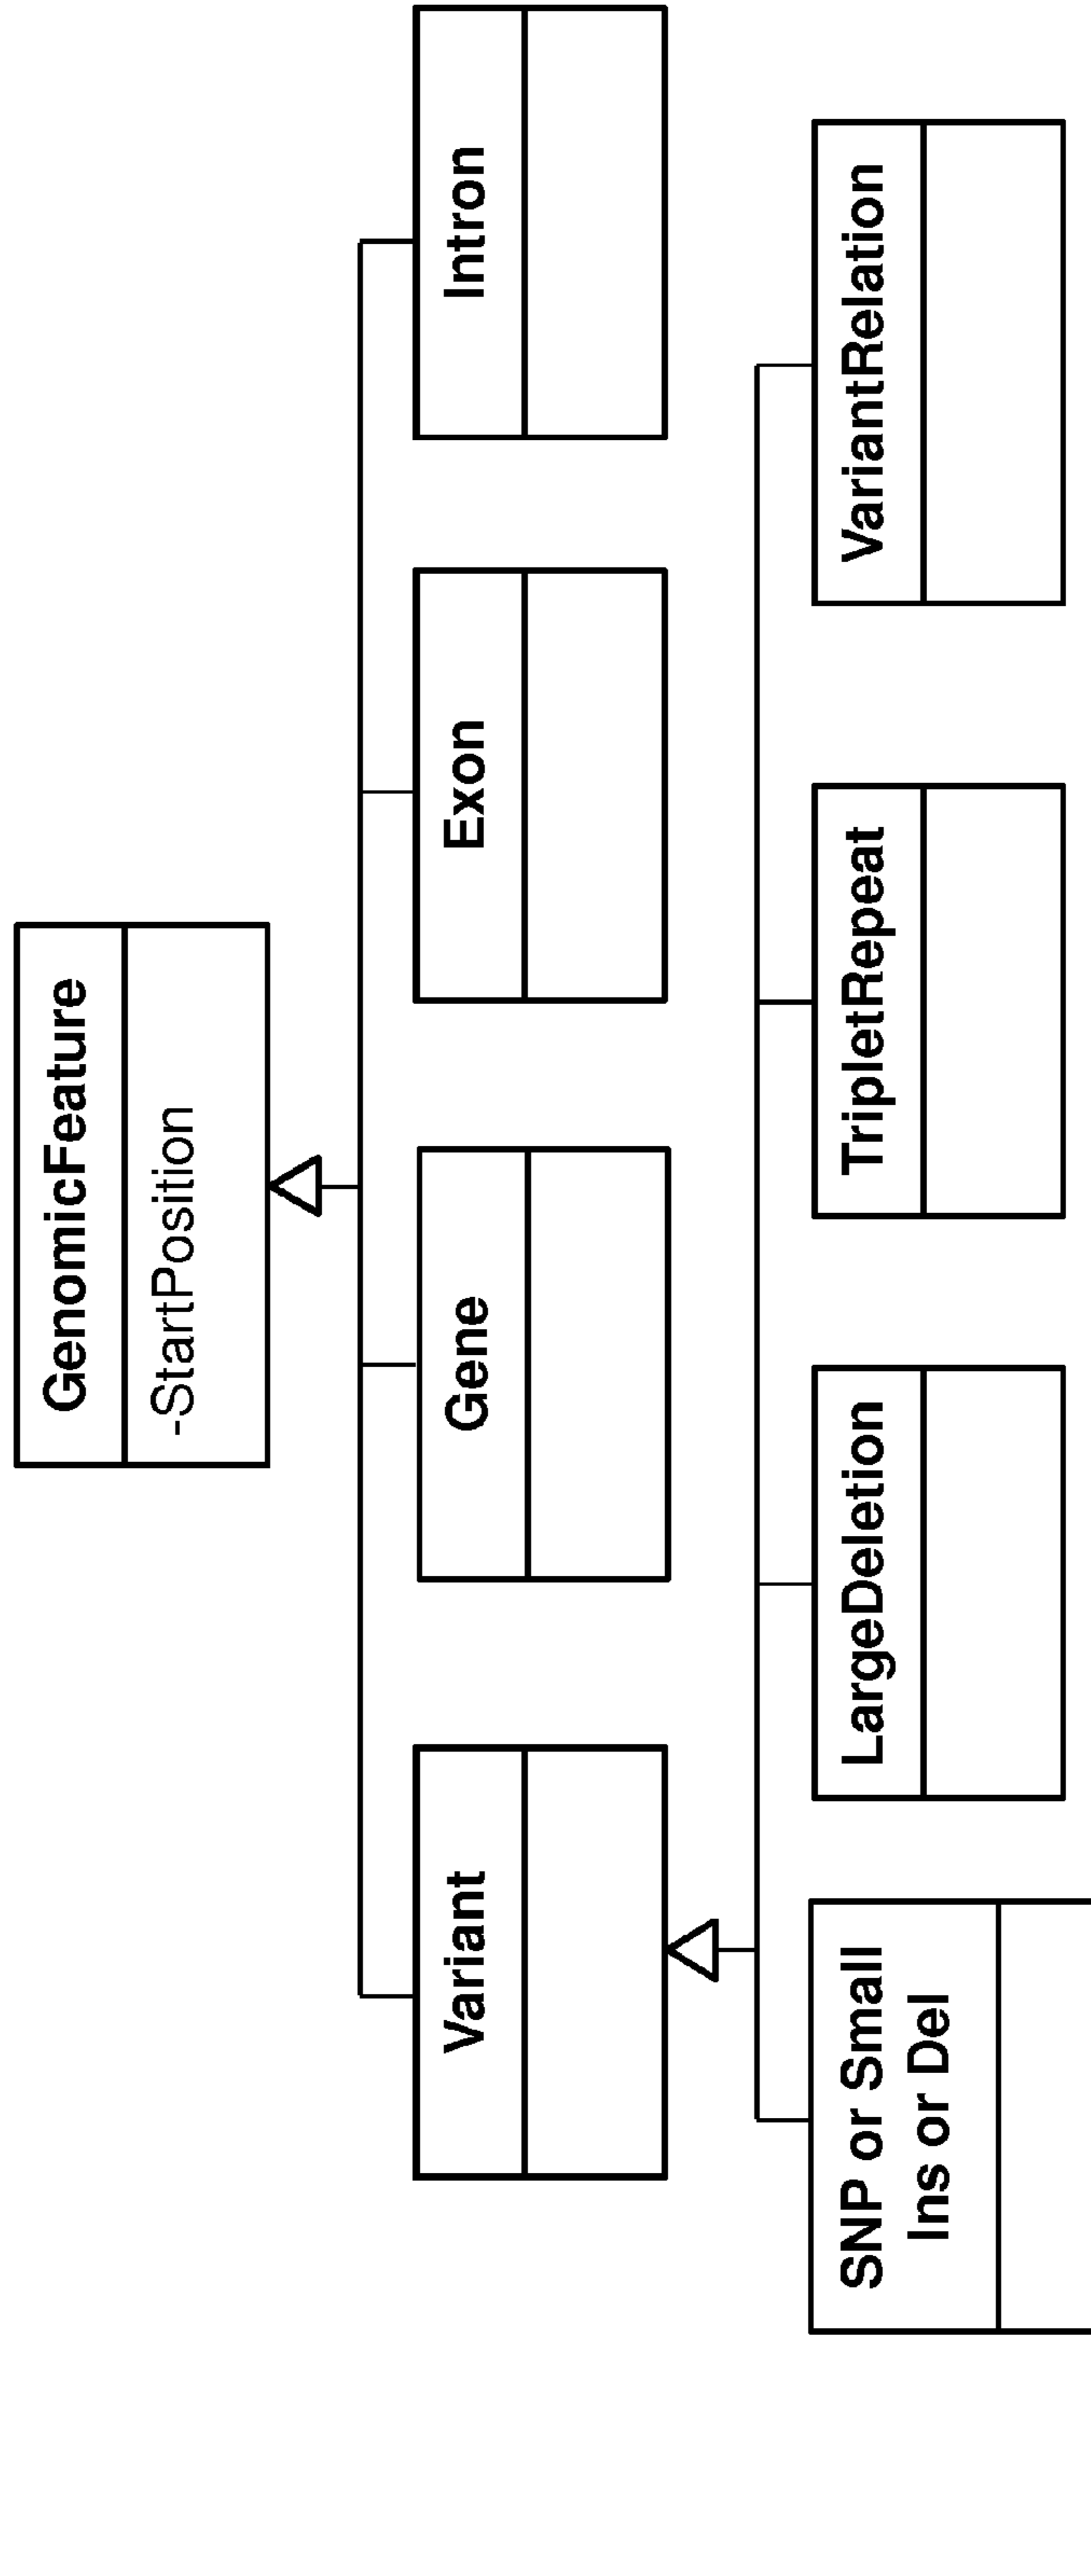 GenomicFeature
-StartPosition
Variant
Gene
Exon
Intron
SNP or Small
Ins or Del
LargeDeletion
TripletRepeat
VariantRelation